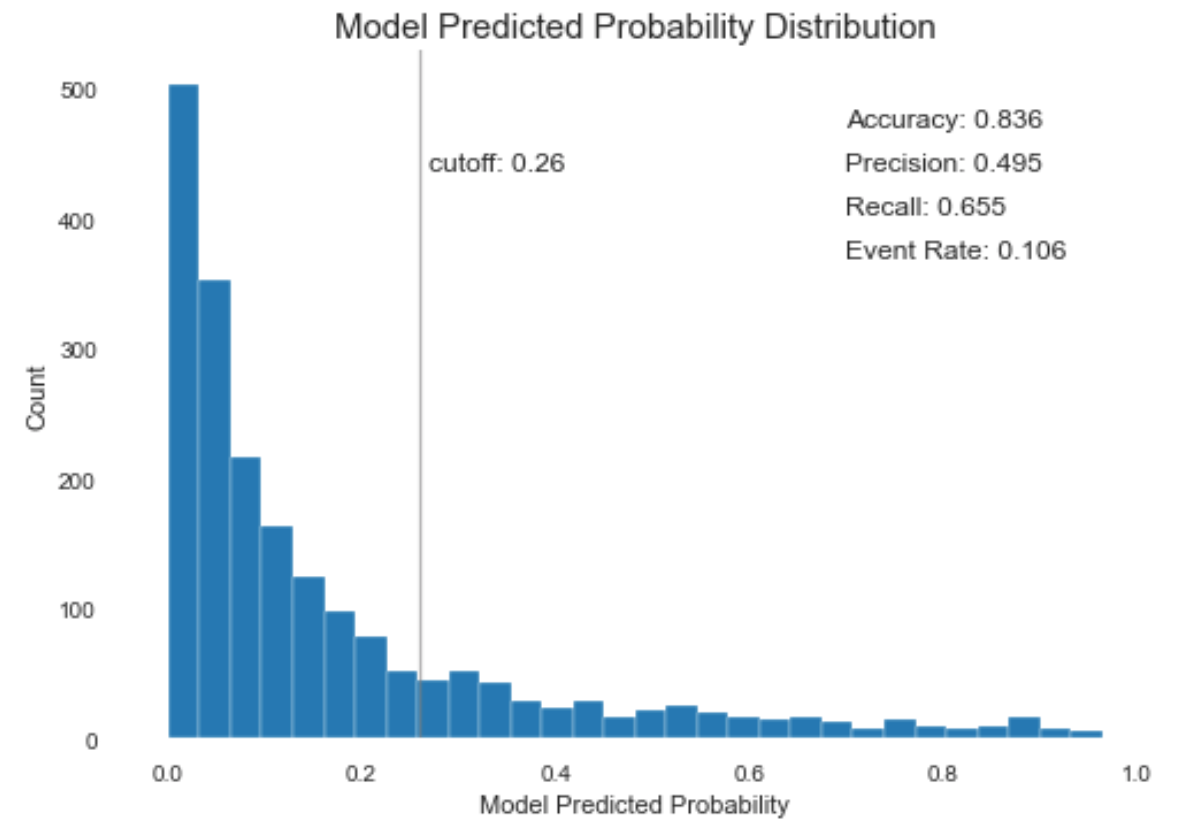 Model Predicted Probability Distribution
500
400
300
200
100
0
Count
cutoff: 0.26
Accuracy: 0.836
Precision: 0.495
Recall: 0.655
Event Rate: 0.106
0.0 0.2 0.4 0.6 0.8 1.0
Model Predicted Probability